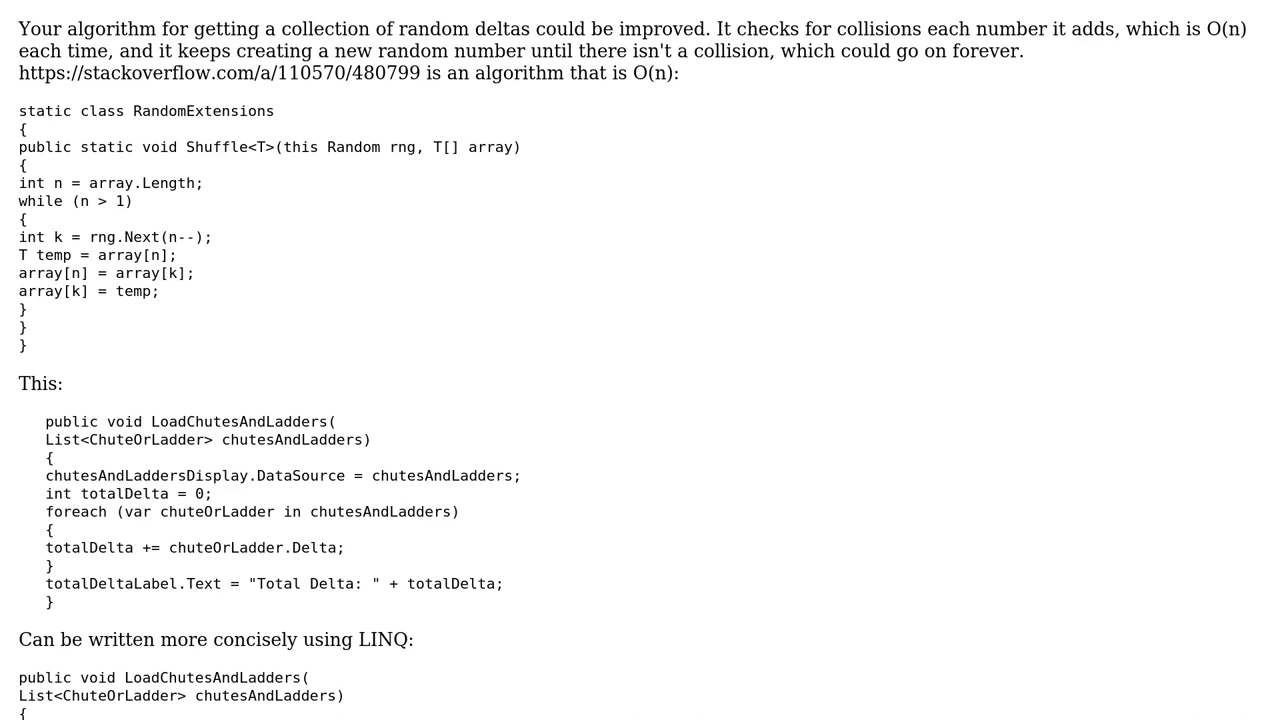 Your algorithm for getting a collection of random deltas could be improved. It checks for collisions each number it adds, which is O(n)
each time, and it keeps creating a new random number until there isn't a collision, which could go on forever.
https://stackoverflow.com/a/110570/480799 is an algorithm that is O(n):
static class RandomExtensions
{
public static void Shuffle<T>(this Random rng, T[] array)
{
int n = array.Length;
while (n > 1)
{
int k = rng.Next(n--);
T temp = array[n];
array[n] = array[k];
array[k] = temp;
}
}
}
This:
public void LoadChutesAndLadders(
List<ChuteOrLadder> chutesAndLadders)
{
chutesAndLaddersDisplay.DataSource = chutesAndLadders;
int totalDelta = 0;
foreach (var chuteOrLadder in chutesAndLadders)
{
totalDelta += chuteOrLadder.Delta;
}
totalDeltaLabel.Text = "Total Delta: " + totalDelta;
}
Can be written more concisely using LINQ:
public void LoadChutesAndLadders(
List<ChuteOrLadder> chutesAndLadders)
{